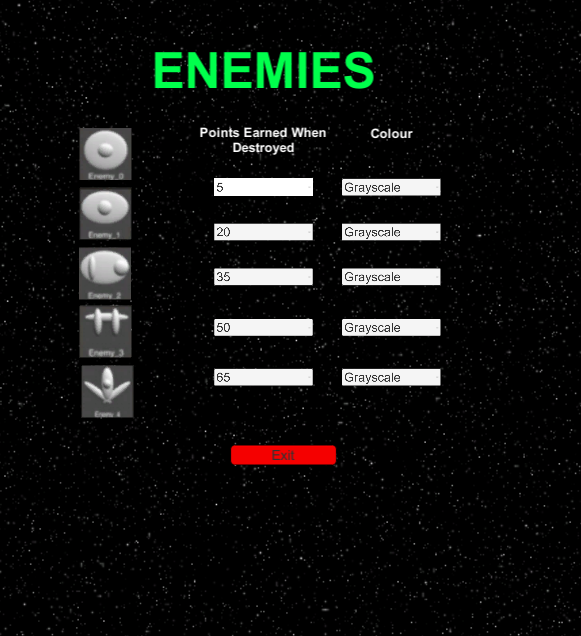 ENEMIES
Points Earned When
Destroyed
Colour
Enemy_0
5
Grayscale
Enemy_1
20
Grayscale
Enemy_2
35
Grayscale
Enemy_3
50
Grayscale
Enemy_4
65
Grayscale
Exit